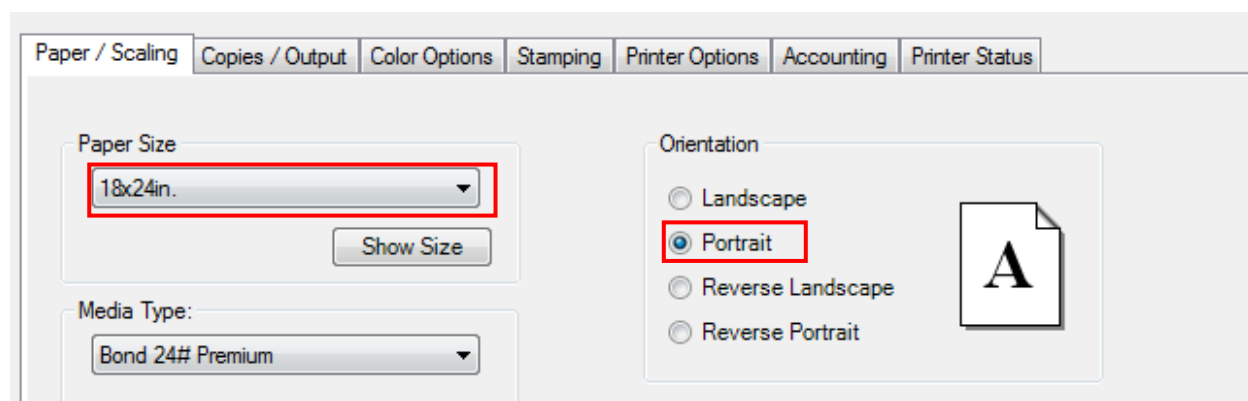 Paper / Scaling Copies / Output Color Options Stamping Printer Options Accounting Printer Status
Paper Size
18x24in.
Show Size
Media Type:
Bond 24# Premium
Orientation
Landscape
Portrait
Reverse Landscape
Reverse Portrait
A